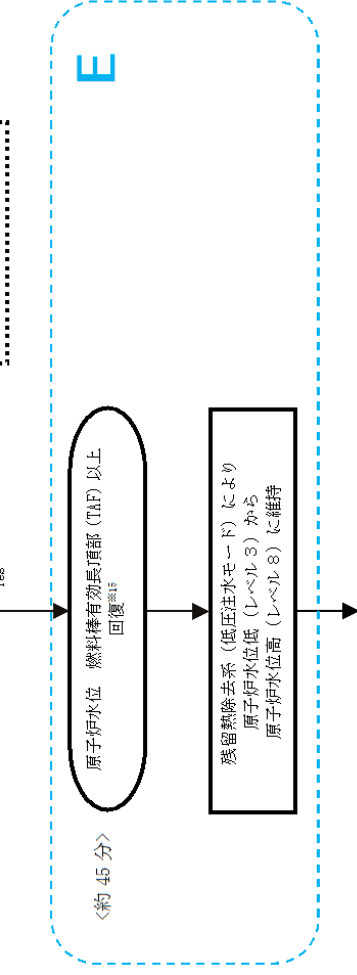 Yes
E
<約 45 分>
原子炉水位 燃料棒有効長頂部（TAF）以上
回復※15
残留熱除去系（低圧注水モード）により
原子炉水位低（レベル3）から
原子炉水位高（レベル8）に維持